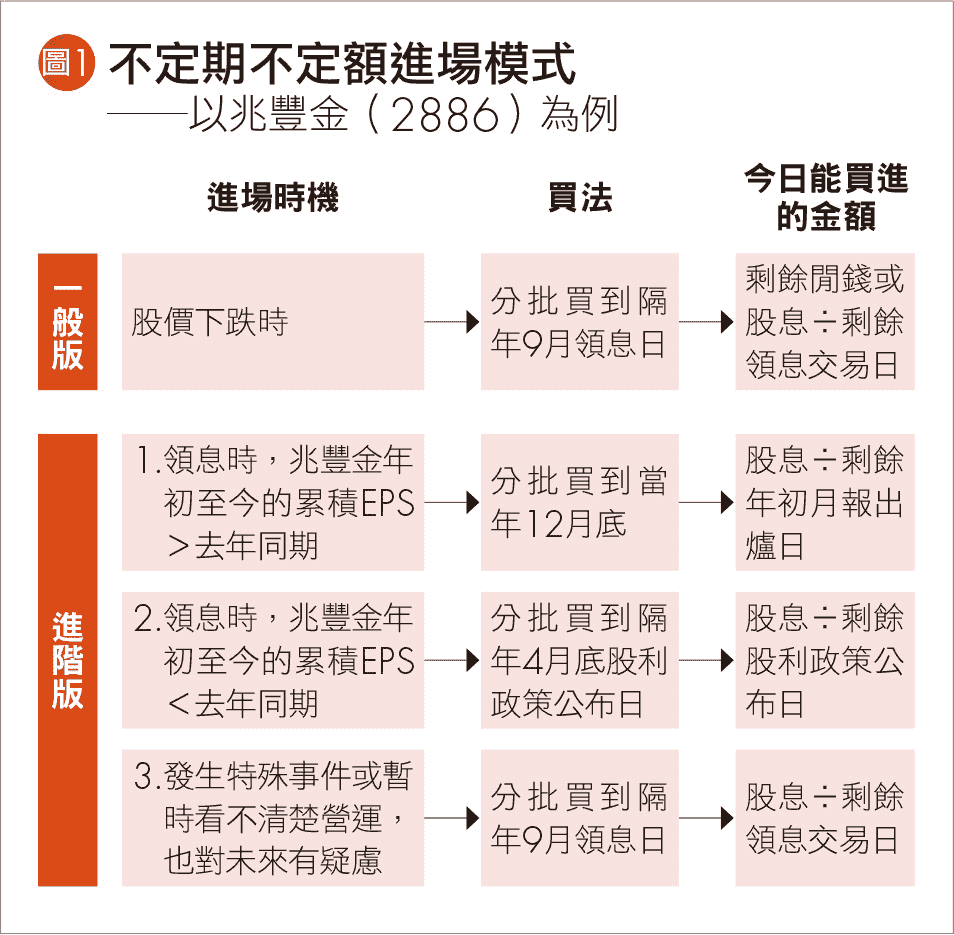 圖1 不定期不定額進場模式
——以兆豐金（2886）為例
進場時機
買法
今日能買進
的金額
一般版
股價下跌時
分批買到隔
年9月領息日
剩餘閒錢或
股息÷剩餘
領息交易日
進階版
1.領息時，兆豐金年
初至今的累積EPS
＞去年同期
分批買到當
年12月底
股息÷剩餘
年初月報出
爐日
2.領息時，兆豐金年
初至今的累積EPS
＜去年同期
分批買到隔
年4月底股利
政策公布日
股息÷剩餘
股利政策公
布日
3.發生特殊事件或暫
時看不清楚營運，
也對未來有疑慮
分批買到隔
年9月領息日
股息÷剩餘
領息交易日